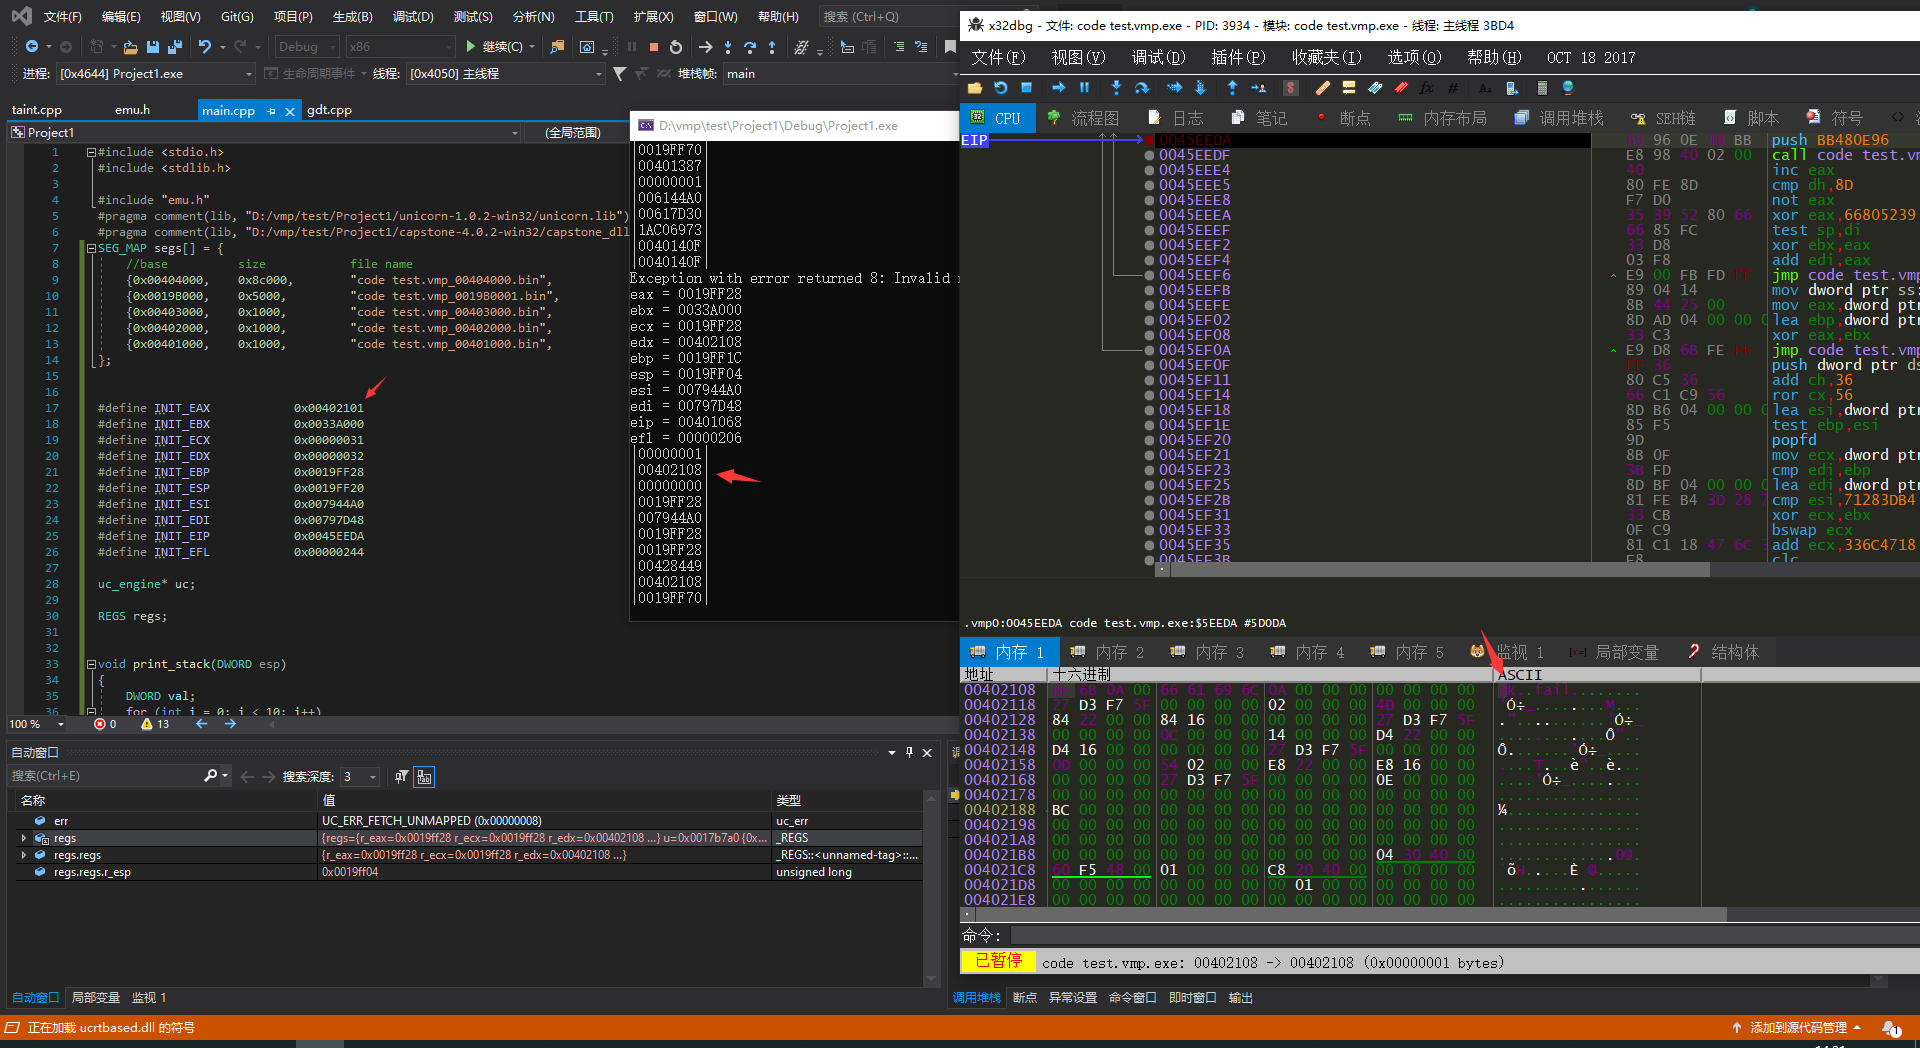 文件(F) 编辑(E) 视图(V) Git(G) 项目(P) 生成(B) 调试(D) 测试(S) 分析(N) 工具(T) 扩展(X) 窗口(W) 帮助(H) 搜索 (Ctrl+Q)
Debug x86 继续(C)
进程: [0x4644] Project1.exe 生命周期事件 线程: [0x4050] 主线程 堆栈帧: main
taint.cpp emu.h main.cpp gdt.cpp
Project1 (全局范围)
1 #include <stdio.h>
2 #include <stdlib.h>
3
4 #include "emu.h"
5 #pragma comment(lib, "D:/vmp/test/Project1/unicorn-1.0.2-win32/unicorn.lib")
6 #pragma comment(lib, "D:/vmp/test/Project1/capstone-4.0.2-win32/capstone_dll
7 SEG_MAP segs[] = {
8 //base size file name
9 {0x00404000, 0x8c000, "code test.vmp_00404000.bin",
10 {0x0019B000, 0x5000, "code test.vmp_0019B0001.bin",
11 {0x00403000, 0x1000, "code test.vmp_00403000.bin",
12 {0x00402000, 0x1000, "code test.vmp_00402000.bin",
13 {0x00401000, 0x1000, "code test.vmp_00401000.bin",
14 };
15
16
17 #define INIT_EAX 0x00402101
18 #define INIT_EBX 0x0033A000
19 #define INIT_ECX 0x00000031
20 #define INIT_EDX 0x00000032
21 #define INIT_EBP 0x0019FF28
22 #define INIT_ESP 0x0019FF20
23 #define INIT_ESI 0x007944A0
24 #define INIT_EDI 0x00797D48
25 #define INIT_EIP 0x0045EEDA
26 #define INIT_EFL 0x00000244
27
28 uc_engine* uc;
29
30 REGS regs;
31
32
33 void print_stack(DWORD esp)
34 {
35 DWORD val;
36 for (int i = 0; i < 10; i++)
100 % 0 13
D:\vmp\test\Project1\Debug\Project1.exe
|0019FF70|
|00401387|
|00000001|
|006144A0|
|00617D30|
|1AC06973|
|0040140F|
|0040140F|
Exception with error returned 8: Invalid
eax = 0019FF28
ebx = 0033A000
ecx = 0019FF28
edx = 00402108
ebp = 0019FF1C
esp = 0019FF04
esi = 007944A0
edi = 00797D48
eip = 00401068
efl = 00000206
|00000001|
|00402108|
|00000000|
|0019FF28|
|007944A0|
|0019FF28|
|0019FF28|
|00428449|
|00402108|
|0019FF70|
自动窗口
搜索(Ctrl+E) 搜索深度: 3
名称 值 类型
err UC_ERR_FETCH_UNMAPPED (0x00000008) uc_err
regs {regs={r_eax=0x0019ff28 r_ecx=0x0019ff28 r_edx=0x00402108 ...} u=0x0017b7a0 {0x... _REGS
regs.regs {r_eax=0x0019ff28 r_ecx=0x0019ff28 r_edx=0x00402108 ...} _REGS::<unnamed-tag>::...
regs.regs.r_esp 0x0019ff04 unsigned long
自动窗口 局部变量 监视 1
调用堆栈 断点 异常设置 命令窗口 即时窗口 输出
正在加载 ucrtbased.dll 的符号
添加到源代码管理 1
x32dbg - 文件: code test.vmp.exe - PID: 3934 - 模块: code test.vmp.exe - 线程: 主线程 3BD4
文件(F) 视图(V) 调试(D) 插件(P) 收藏夹(I) 选项(O) 帮助(H) OCT 18 2017
CPU 流程图 日志 笔记 断点 内存布局 调用堆栈 SEH链 脚本 符号
EIP 0045EEDA 96 0E BB push BB480E96
0045EEDF E8 98 40 02 00 call code test.v
0045EEE4 40 inc eax
0045EEE5 80 FE 8D cmp dh,8D
0045EEE8 F7 D0 not eax
0045EEEA 35 39 52 80 66 xor eax,66805239
0045EEEF 66 85 FC test sp,di
0045EEF2 33 D8 xor ebx,eax
0045EEF4 03 F8 add edi,eax
0045EEF6 E9 00 FB FD FF jmp code test.v
0045EEFB 89 04 14 mov dword ptr ss:
0045EEFE 8B 44 25 00 mov eax,dword ptr
0045EF02 8D AD 04 00 00 0 lea ebp,dword ptr
0045EF08 33 C3 xor eax,ebx
0045EF0A E9 D8 6B FE FF jmp code test.v
0045EF0F FF 36 push dword ptr ds
0045EF11 80 C5 36 add ch,36
0045EF14 66 C1 C9 56 ror cx,56
0045EF18 8D B6 04 00 00 0 lea esi,dword ptr
0045EF1E 85 F5 test ebp,esi
0045EF20 9D popfd
0045EF21 8B 0F mov ecx,dword ptr
0045EF23 3B FD cmp edi,ebp
0045EF25 8D BF 04 00 00 0 lea edi,dword ptr
0045EF2B 81 FE B4 3D 28 7 cmp esi,71283DB4
0045EF31 33 CB xor ecx,ebx
0045EF33 0F C9 bswap ecx
0045EF35 81 C1 18 47 6C add ecx,336C4718
0045EF3B F8 clc
.vmp0:0045EEDA code test.vmp.exe:$5EEDA #5D0DA
内存 1 内存 2 内存 3 内存 4 内存 5 监视 1 局部变量 结构体
地址 十六进制 ASCII
00402108 6F 6B 0A 00 66 61 69 6C 0A 00 00 00 00 00 00 00 ok..fail........
00402118 27 D3 F7 5F 00 00 00 00 02 00 00 00 4D 00 00 00 'Ó÷_........M...
00402128 84 22 00 00 84 16 00 00 00 00 00 00 27 D3 F7 5F
00402138 00 00 00 00 0C 00 00 00 14 00 00 00 D4 22 00 00
00402148 D4 16 00 00 00 00 00 00 27 D3 F7 5F 00 00 00 00
00402158 0D 00 00 00 54 02 00 00 E8 22 00 00 E8 16 00 00
00402168 00 00 00 00 27 D3 F7 5F 00 00 00 00 0E 00 00 00
00402178 00 00 00 00 00 00 00 00 00 00 00 00 00 00 00 00
00402188 BC 00 00 00 00 00 00 00 00 00 00 00 00 00 00 00 ¼...............
00402198 00 00 00 00 00 00 00 00 00 00 00 00 00 00 00 00
004021A8 00 00 00 00 00 00 00 00 00 00 00 00 00 00 00 00
004021B8 00 00 00 00 00 00 00 00 00 00 00 00 04 30 40 00
004021C8 60 F5 48 00 01 00 00 00 C8 20 40 00 00 00 00 00
004021D8 00 00 00 00 00 00 00 00 00 01 00 00 00 00 00 00
004021E8 00 00 00 00 00 00 00 00 00 00 00 00 00 00 00 00
命令:
已暂停 code test.vmp.exe: 00402108 -> 00402108 (0x00000001 bytes)